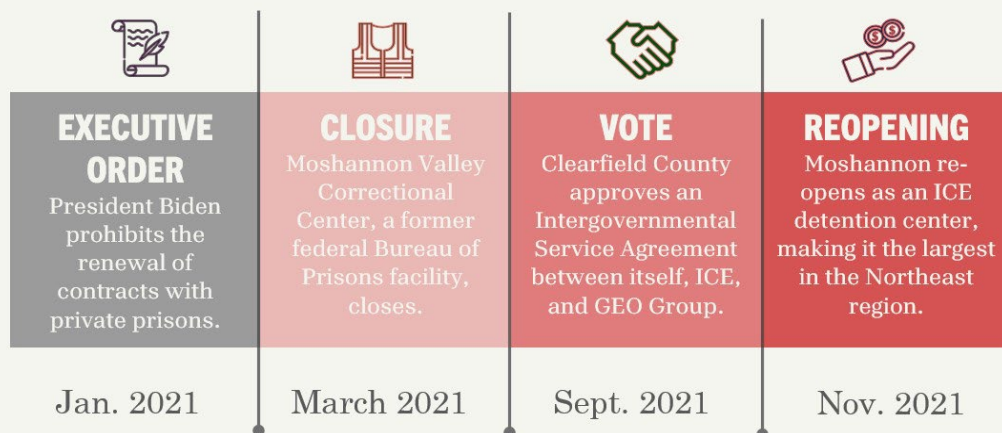 EXECUTIVE
ORDER
President Biden
prohibits the
renewal of
contracts with
private prisons.
Jan. 2021
CLOSURE
Moshannon Valley
Correctional
Center, a former
federal Bureau of
Prisons facility,
closes.
March 2021
VOTE
Clearfield County
approves an
Intergovernmental
Service Agreement
between itself, ICE,
and GEO Group.
Sept. 2021
REOPENING
Moshannon re-
opens as an ICE
detention center,
making it the largest
in the Northeast
region.
Nov. 2021